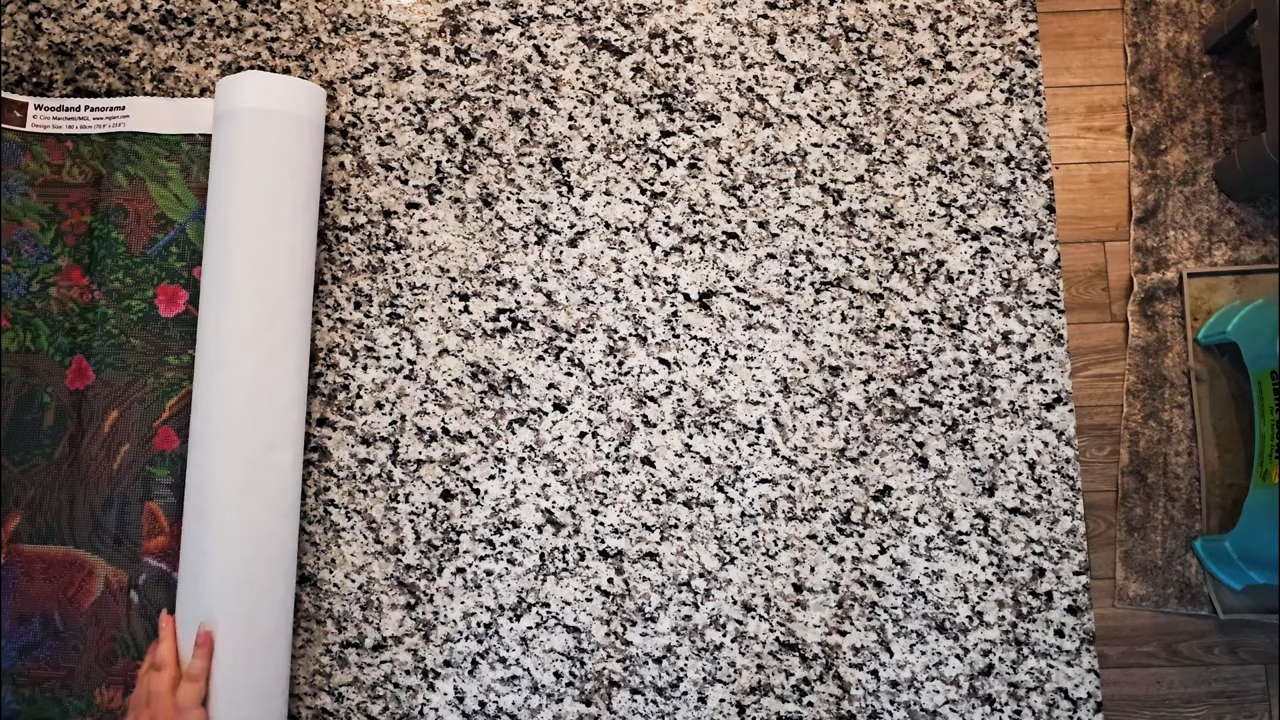 Woodland Panorama
© Ciro Marchetti/MGL, www.mglart.com
Design Size: 180 x 60cm (70.9" x 23.6")